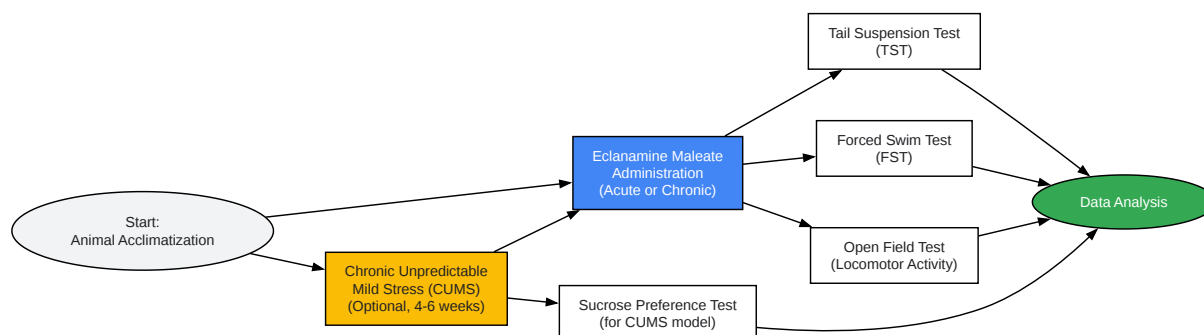 Start:
Animal Acclimatization
Chronic Unpredictable
Mild Stress (CUMS)
(Optional, 4-6 weeks)
Eclanamine Maleate
Administration
(Acute or Chronic)
Sucrose Preference Test
(for CUMS model)
Tail Suspension Test
(TST)
Forced Swim Test
(FST)
Open Field Test
(Locomotor Activity)
Data Analysis